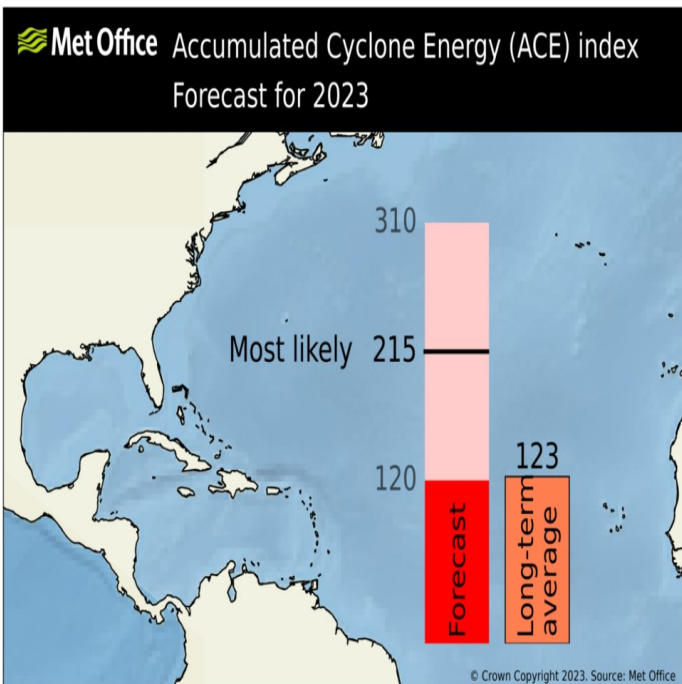 Met Office
Accumulated Cyclone Energy (ACE) index
Forecast for 2023
310
Most likely 215
120
123
Forecast
Long-term
average
© Crown Copyright 2023. Source: Met Office